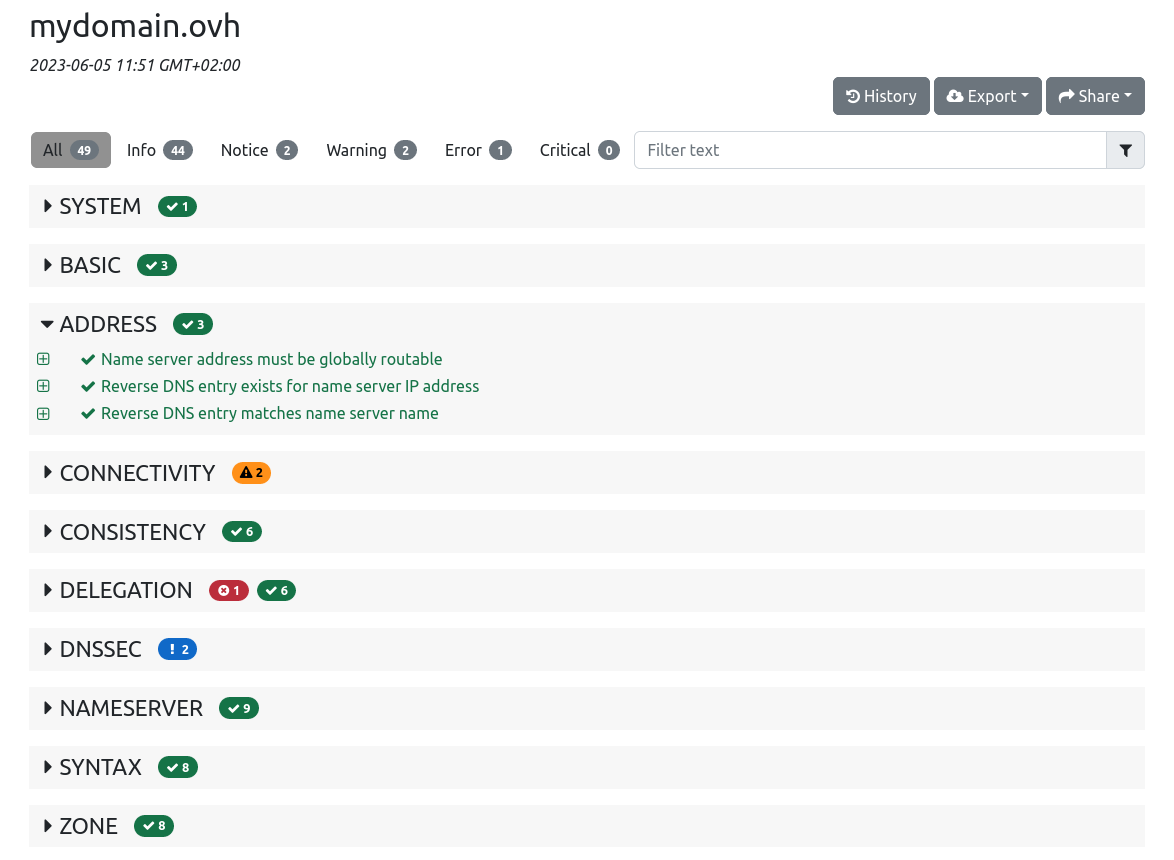 mydomain.ovh
2023-06-05 11:51 GMT+02:00
History Export Share
All 49 Info 44 Notice 2 Warning 2 Error 1 Critical 0 Filter text
SYSTEM 1
BASIC 3
ADDRESS 3
Name server address must be globally routable
Reverse DNS entry exists for name server IP address
Reverse DNS entry matches name server name
CONNECTIVITY 2
CONSISTENCY 6
DELEGATION 1 6
DNSSEC 2
NAMESERVER 9
SYNTAX 8
ZONE 8